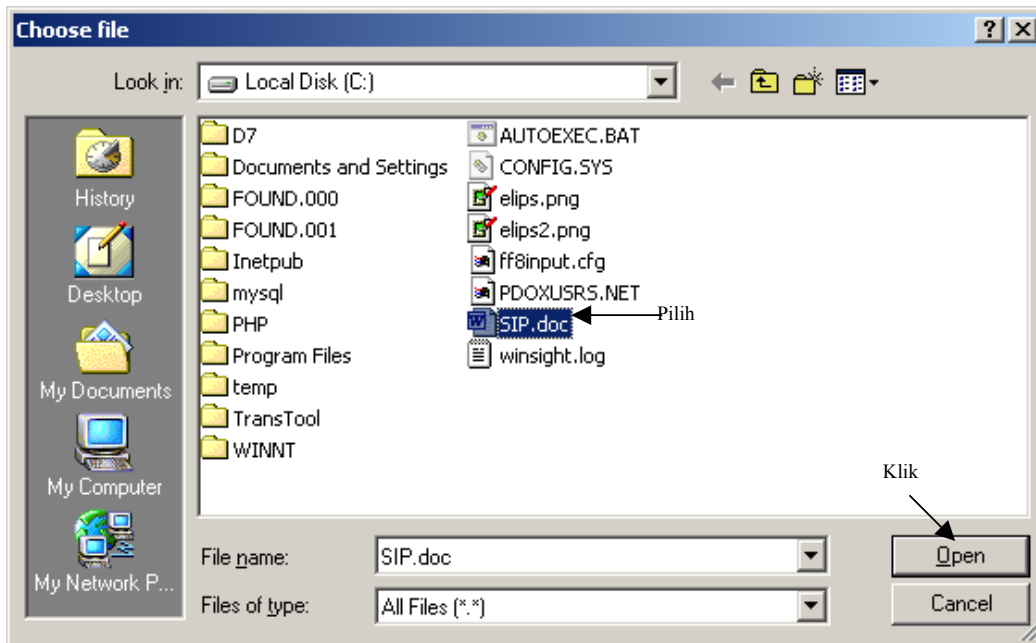 Choose file
Look in: Local Disk (C:)
History
Desktop
My Documents
My Computer
My Network P...
D7
Documents and Settings
FOUND.000
FOUND.001
Inetpub
mysql
PHP
Program Files
temp
TransTool
WINNT
AUTOEXEC.BAT
CONFIG.SYS
elips.png
elips2.png
ff8input.cfg
PDOXUSRS.NET
SIP.doc Pilih
winsight.log
Klik
File name: SIP.doc Open
Files of type: All Files (*.*) Cancel